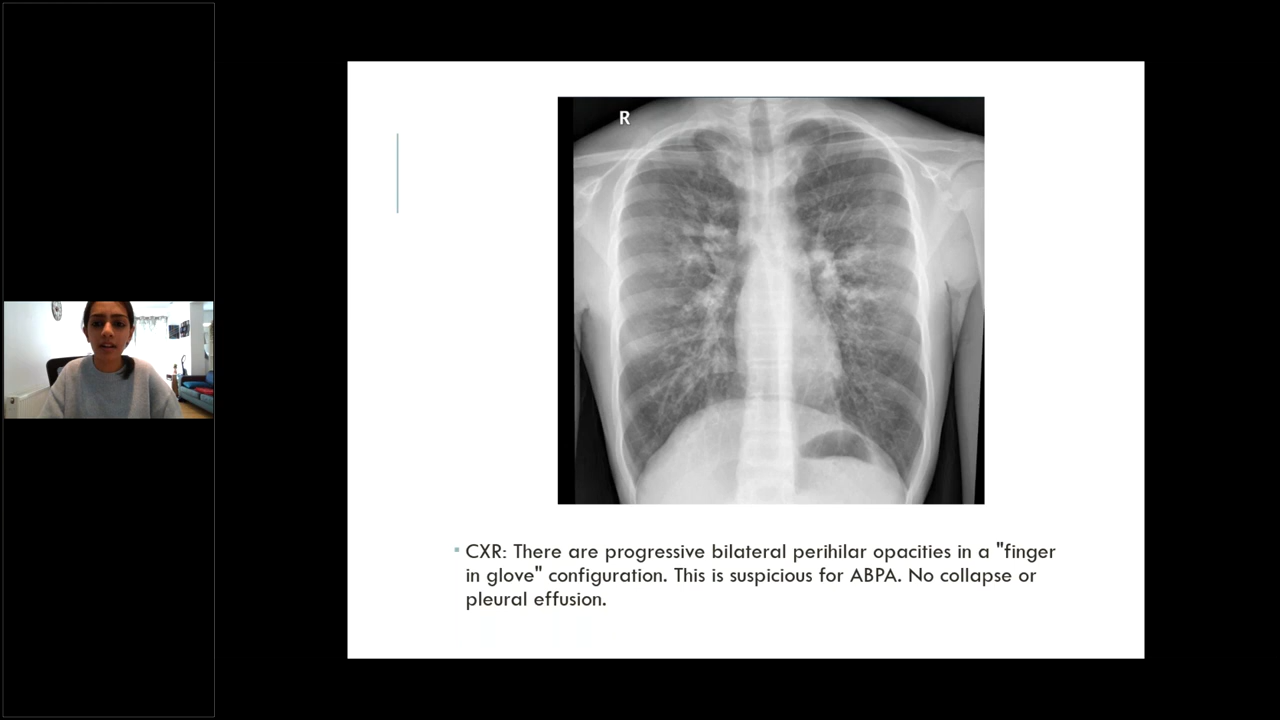 R
CXR: There are progressive bilateral perihilar opacities in a "finger
in glove" configuration. This is suspicious for ABPA. No collapse or
pleural effusion.